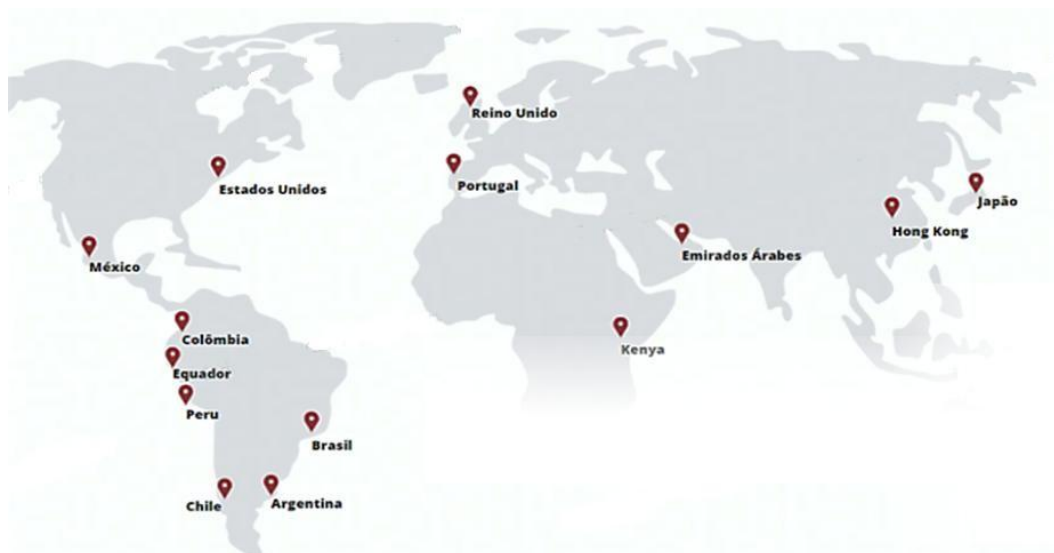 Reino Unido
Estados Unidos
Portugal
Japão
Hong Kong
México
Emirados Árabes
Colômbia
Kenya
Equador
Peru
Brasil
Chile
Argentina